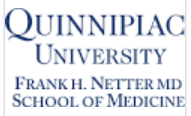 QUINNIPIAC
UNIVERSITY
FRANK H. NETTER MD
SCHOOL OF MEDICINE